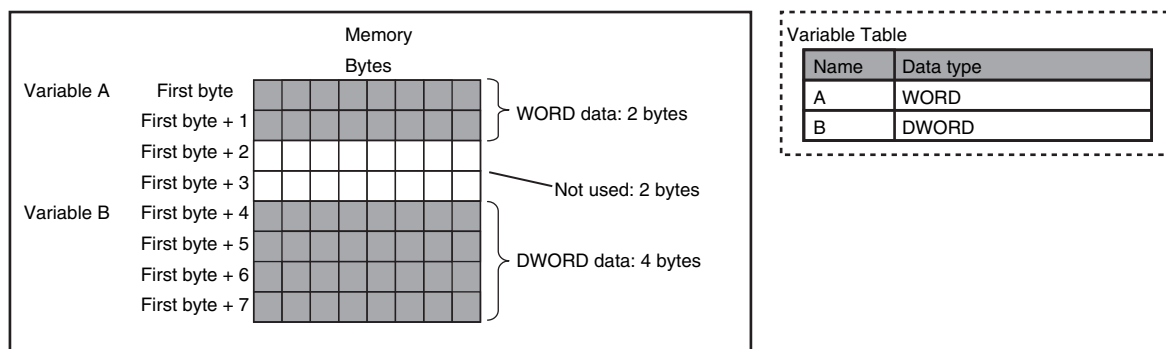 Memory
Bytes
Variable A First byte
First byte + 1
WORD data: 2 bytes
First byte + 2
First byte + 3
Not used: 2 bytes
Variable B First byte + 4
First byte + 5
First byte + 6
DWORD data: 4 bytes
First byte + 7
Variable Table
Name Data type
A WORD
B DWORD